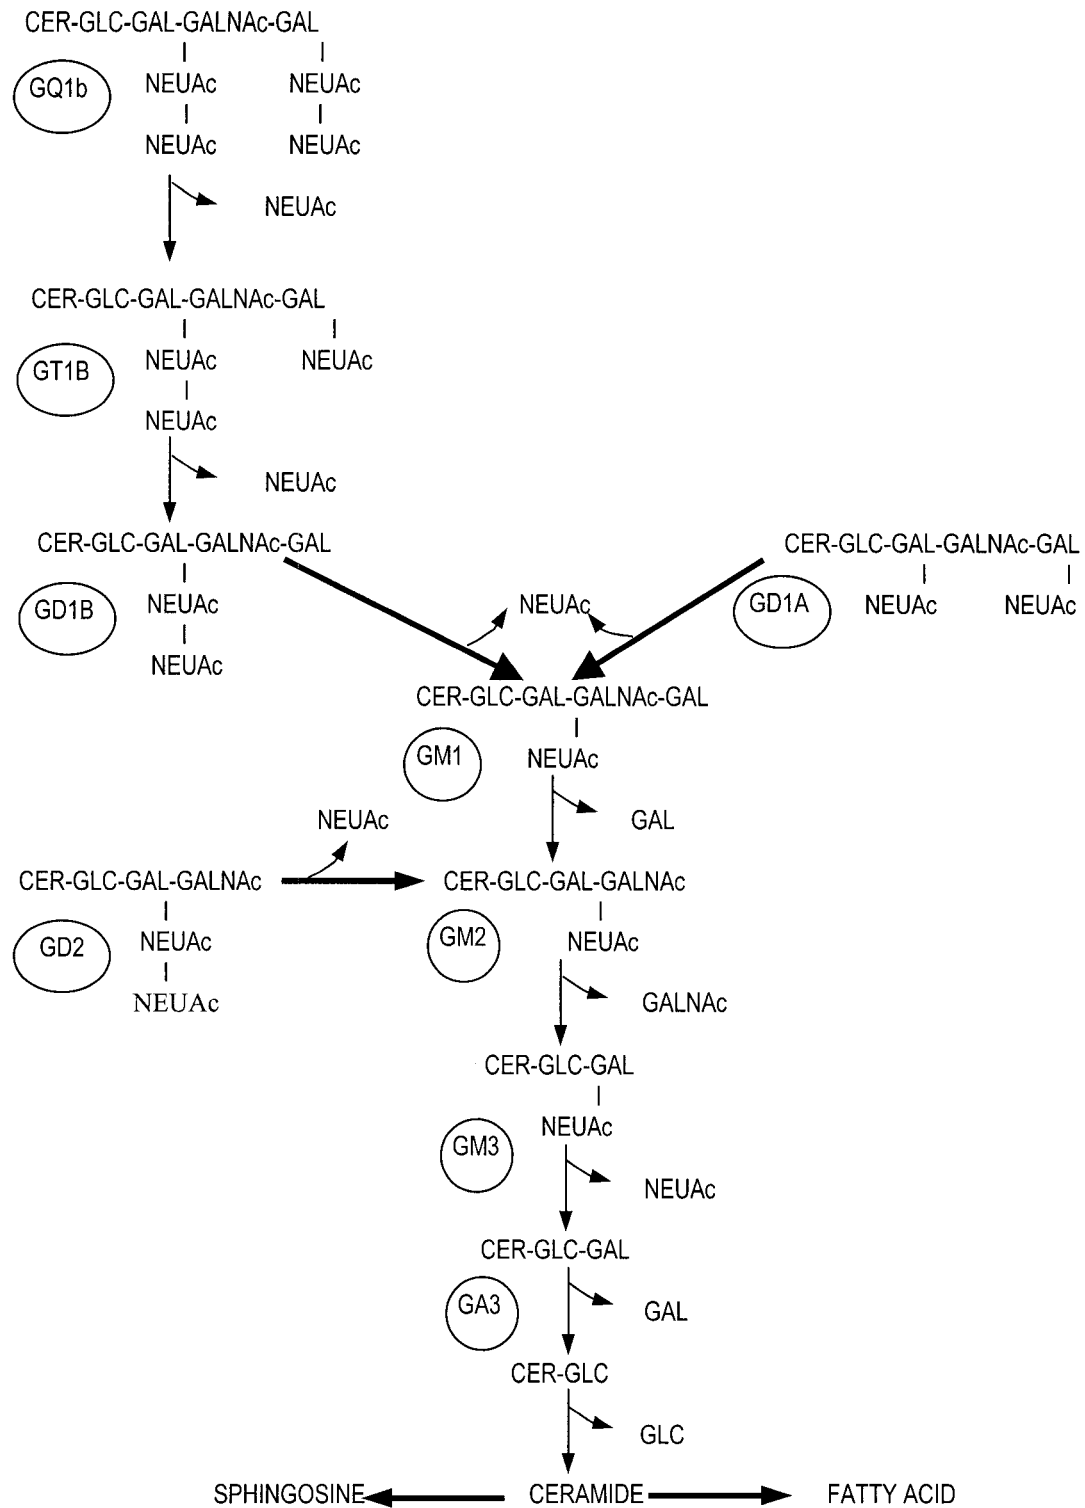 CER-GLC-GAL-GALNAc-GAL
GQ1b
NEUAc NEUAc
NEUAc NEUAc
NEUAc
CER-GLC-GAL-GALNAc-GAL
GT1B
NEUAc NEUAc
NEUAc
NEUAc
CER-GLC-GAL-GALNAc-GAL
CER-GLC-GAL-GALNAc-GAL
GD1B
NEUAc
NEUAc
GD1A
NEUAc NEUAc
NEUAc
CER-GLC-GAL-GALNAc-GAL
GM1
NEUAc
GAL
NEUAc
CER-GLC-GAL-GALNAc
CER-GLC-GAL-GALNAc
GD2
NEUAc
GM2
NEUAc
NEUAc
GALNAc
CER-GLC-GAL
NEUAc
GM3
NEUAc
CER-GLC-GAL
GA3
GAL
CER-GLC
GLC
SPHINGOSINE CERAMIDE FATTY ACID